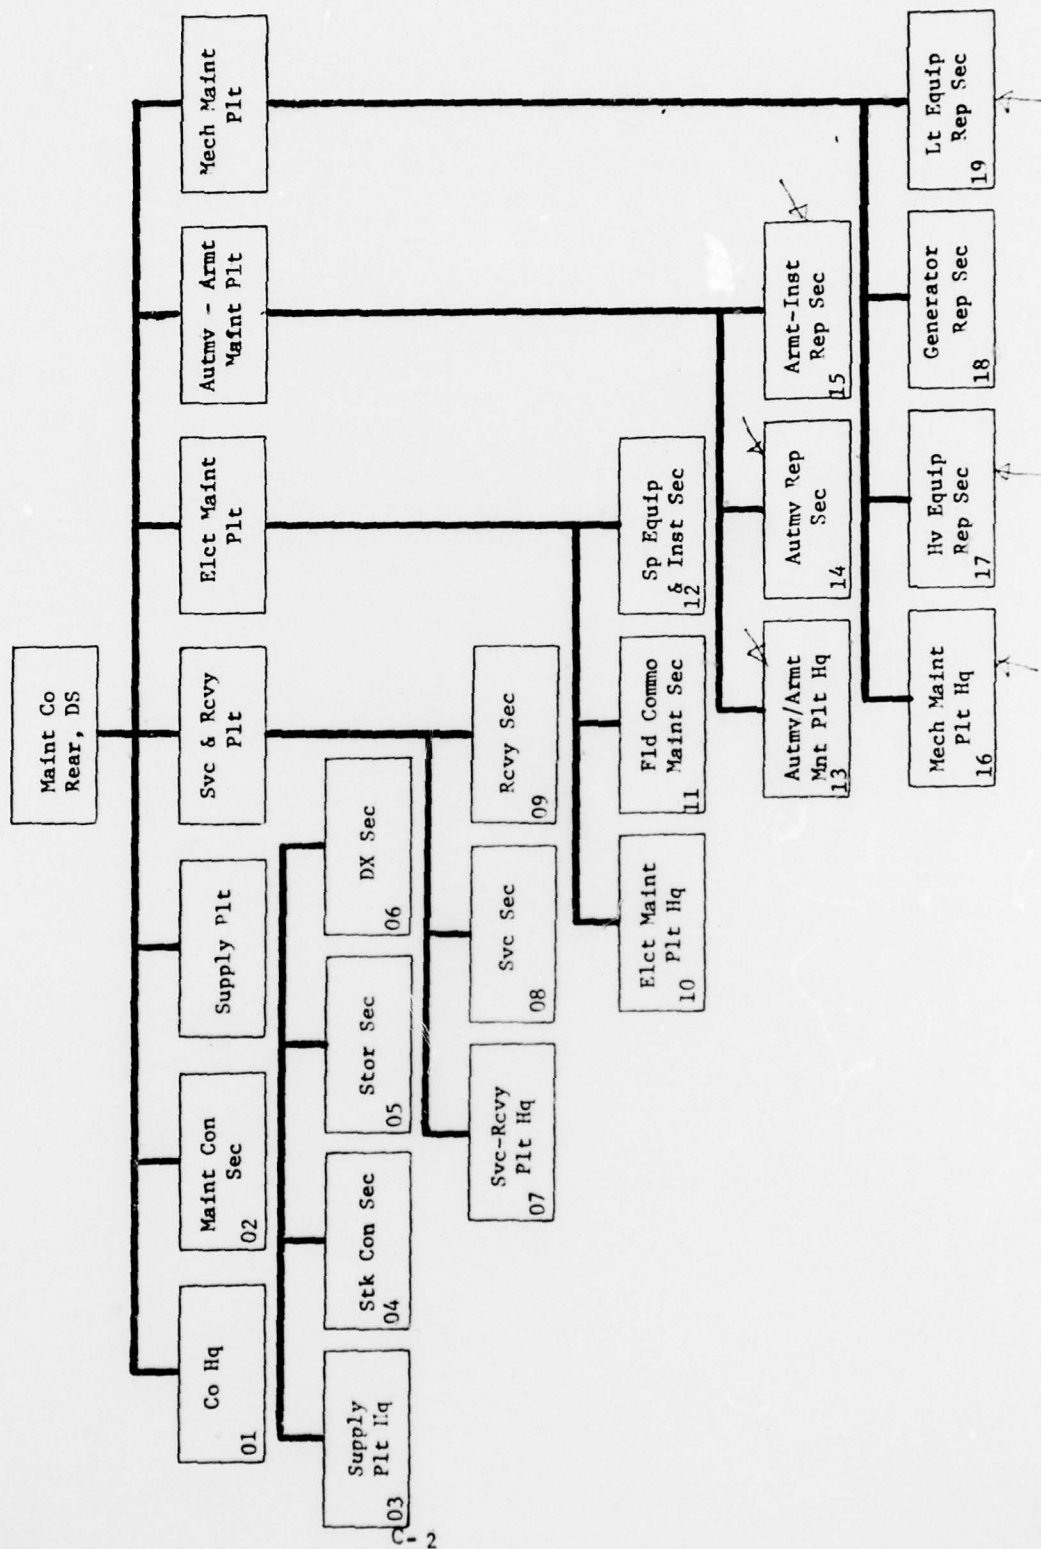 Maint Co
Rear, DS
Co Hq
01
Maint Con
Sec
02
Supply Plt
Svc & Rcvy
Plt
Elct Maint
Plt
Autmv - Armt
Maint Plt
Mech Maint
Plt
Supply
Plt Hq
03
Stk Con Sec
04
Stor Sec
05
DX Sec
06
Svc-Rcvy
Plt Hq
07
Svc Sec
08
Rcvy Sec
09
Elct Maint
Plt Hq
10
Fld Commo
Maint Sec
11
Sp Equip
& Inst Sec
12
Autmv/Armt
Mnt Plt Hq
13
Autmv Rep
Sec
14
Armt-Inst
Rep Sec
15
Mech Maint
Plt Hq
16
Hv Equip
Rep Sec
17
Generator
Rep Sec
18
Lt Equip
Rep Sec
19
C-2